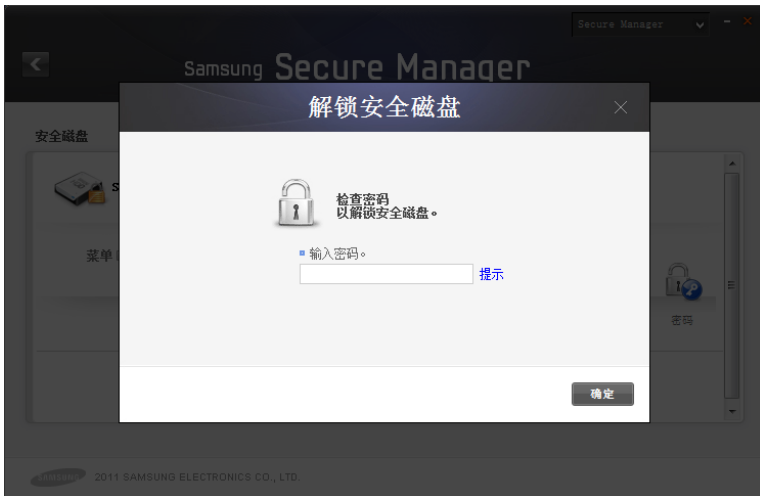 Secure Manager
Samsung Secure Manager
解锁安全磁盘
安全磁盘
S
检查密码
以解锁安全磁盘。
菜单
输入密码。
提示
密码
确定
SAMSUNG 2011 SAMSUNG ELECTRONICS CO., LTD.